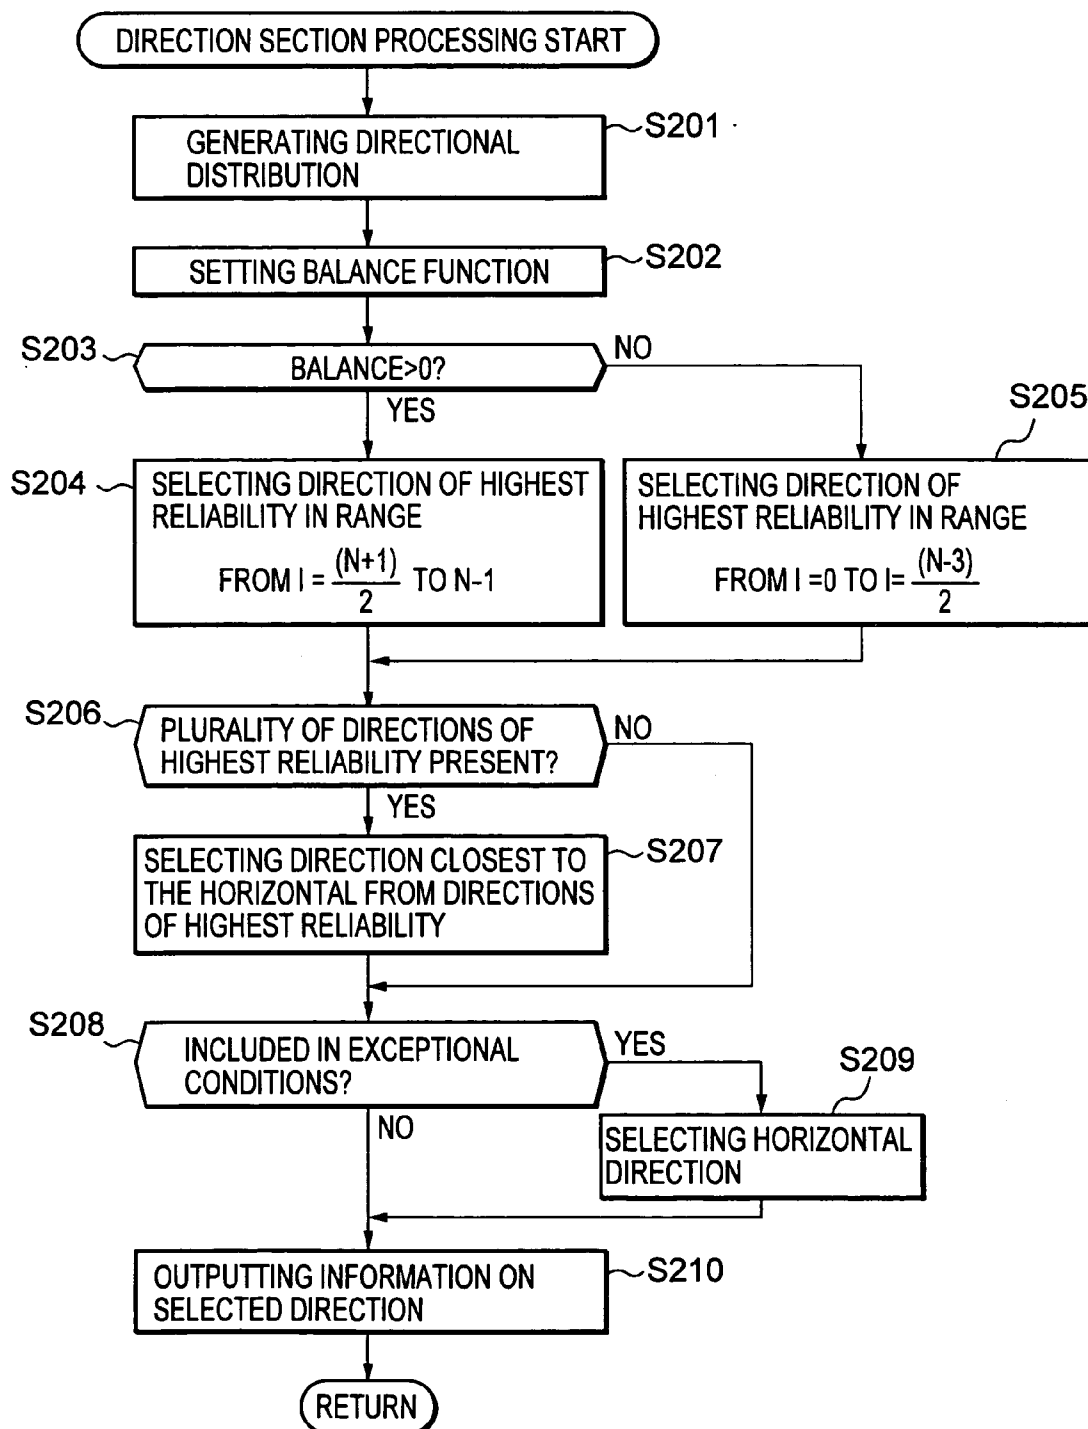 DIRECTION SECTION PROCESSING START
GENERATING DIRECTIONAL
DISTRIBUTION
S201
SETTING BALANCE FUNCTION
S202
S203
BALANCE>0?
NO
YES
S204
SELECTING DIRECTION OF HIGHEST
RELIABILITY IN RANGE
FROM I = (N+1)/2 TO N-1
S205
SELECTING DIRECTION OF
HIGHEST RELIABILITY IN RANGE
FROM I =0 TO I= (N-3)/2
S206
PLURALITY OF DIRECTIONS OF
HIGHEST RELIABILITY PRESENT?
NO
YES
SELECTING DIRECTION CLOSEST TO
THE HORIZONTAL FROM DIRECTIONS
OF HIGHEST RELIABILITY
S207
S208
INCLUDED IN EXCEPTIONAL
CONDITIONS?
YES
NO
S209
SELECTING HORIZONTAL
DIRECTION
OUTPUTTING INFORMATION ON
SELECTED DIRECTION
S210
RETURN